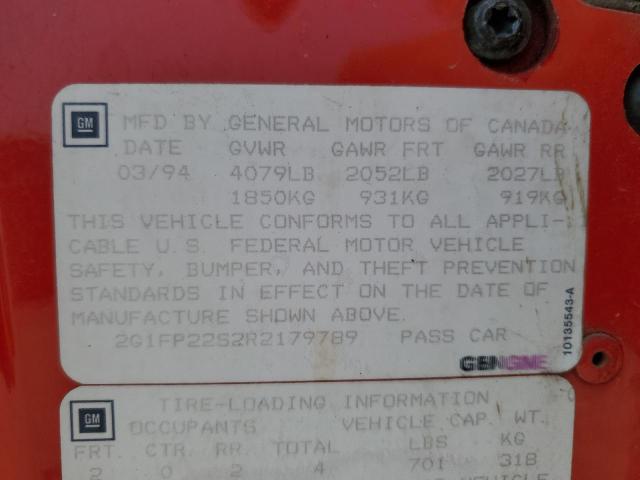 GM
MFD BY GENERAL MOTORS OF CANADA
DATE GVWR GAWR FRT GAWR RR
03/94 4079LB 2052LB 2027LB
1850KG 931KG 919KG
THIS VEHICLE CONFORMS TO ALL APPLI-
CABLE U.S. FEDERAL MOTOR VEHICLE
SAFETY, BUMPER, AND THEFT PREVENTION
STANDARDS IN EFFECT ON THE DATE OF
MANUFACTURE SHOWN ABOVE.
2G1FP22S2R2179789 PASS CAR
10135543-A
GM
TIRE-LOADING INFORMATION
OCCUPANTS VEHICLE CAP. WT.
FRT. CTR. RR. TOTAL LBS KG
2 0 2 4 701 318